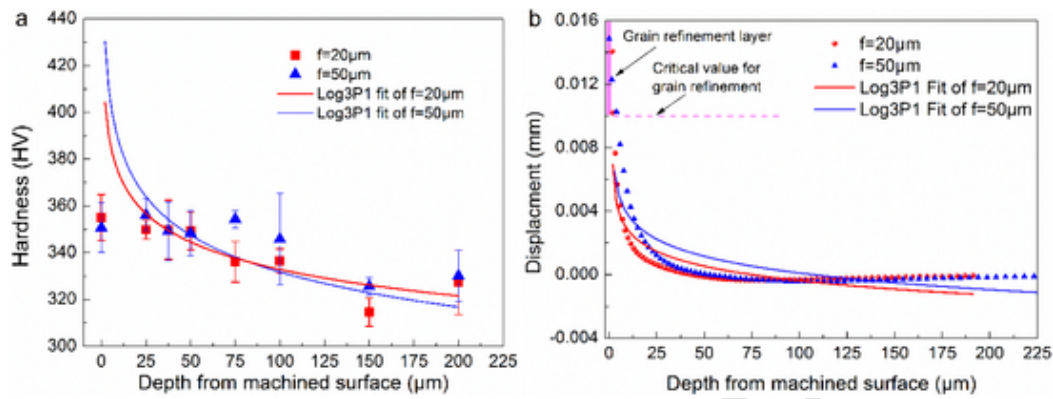 a
440
420
400
380
360
340
320
300
Hardness (HV)
f=20μm
f=50μm
Log3P1 fit of f=20μm
Log3P1 fit of f=50μm
0 25 50 75 100 125 150 175 200 225
Depth from machined surface (μm)
b
0.016
0.012
0.008
0.004
0.000
-0.004
Displacment (mm)
Grain refinement layer
Critical value for
grain refinement
f=20μm
f=50μm
Log3P1 Fit of f=20μm
Log3P1 Fit of f=50μm
0 25 50 75 100 125 150 175 200 225
Depth from machined surface (μm)